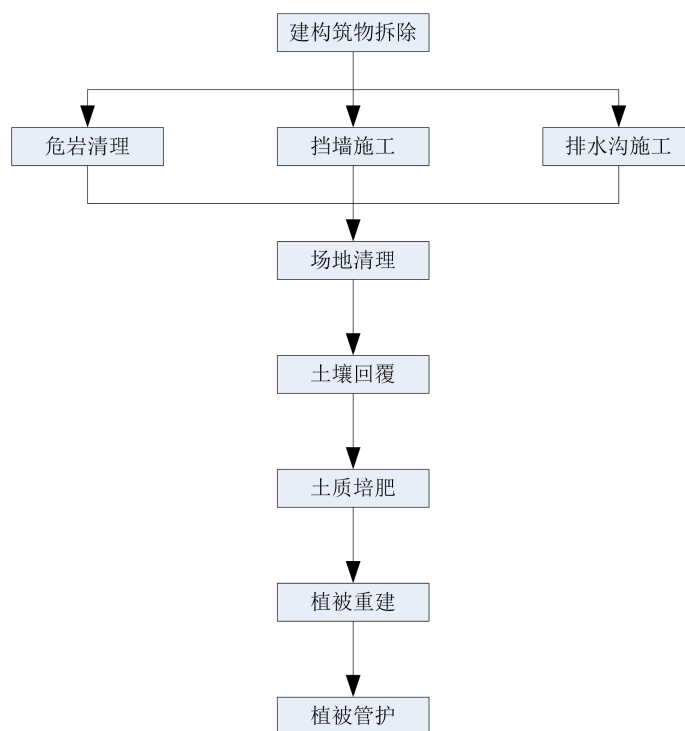 建构筑物拆除
危岩清理
挡墙施工
排水沟施工
场地清理
土壤回覆
土质培肥
植被重建
植被管护